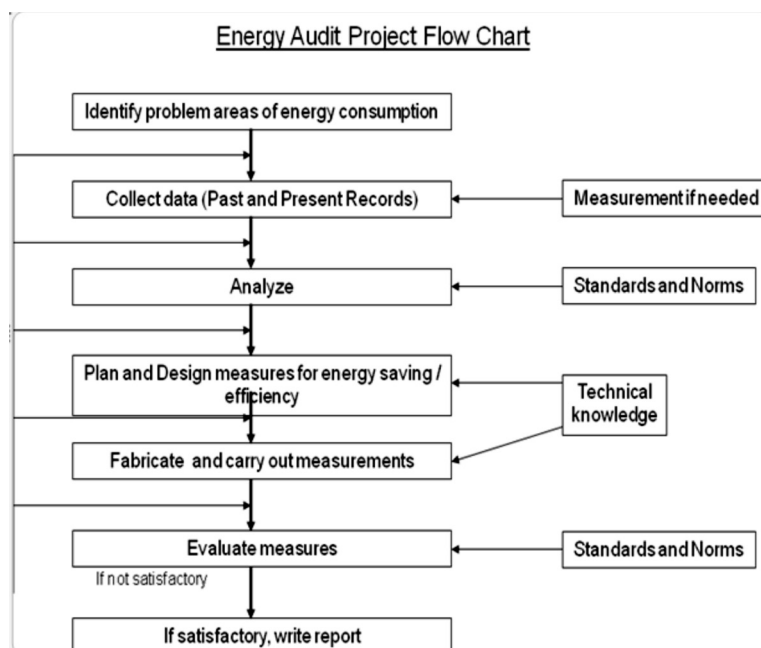 Energy Audit Project Flow Chart
Identify problem areas of energy consumption
Collect data (Past and Present Records)
Measurement if needed
Analyze
Standards and Norms
Plan and Design measures for energy saving /
efficiency
Technical
knowledge
Fabricate and carry out measurements
Evaluate measures
Standards and Norms
If not satisfactory
If satisfactory, write report